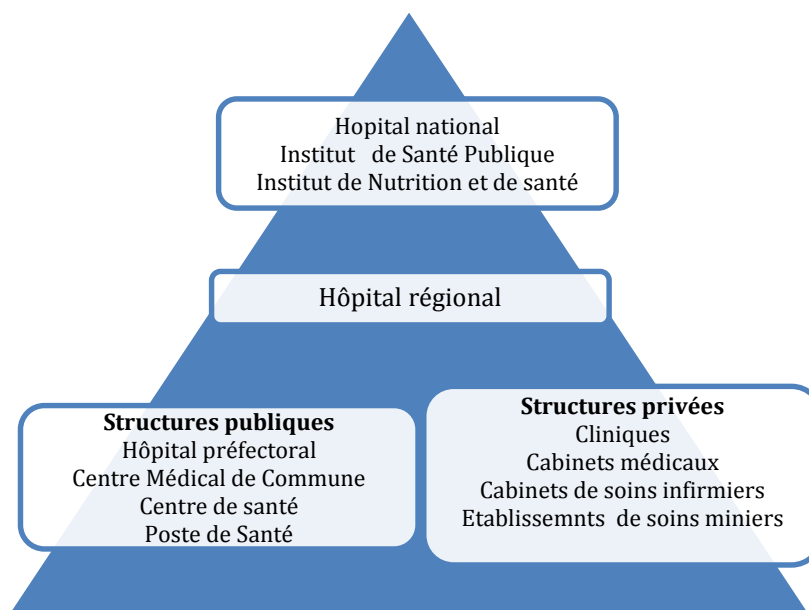 Hopital national
Institut de Santé Publique
Institut de Nutrition et de santé
Hôpital régional
Structures publiques
Hôpital préfectoral
Centre Médical de Commune
Centre de santé
Poste de Santé
Structures privées
Cliniques
Cabinets médicaux
Cabinets de soins infirmiers
Etablissemnts de soins miniers